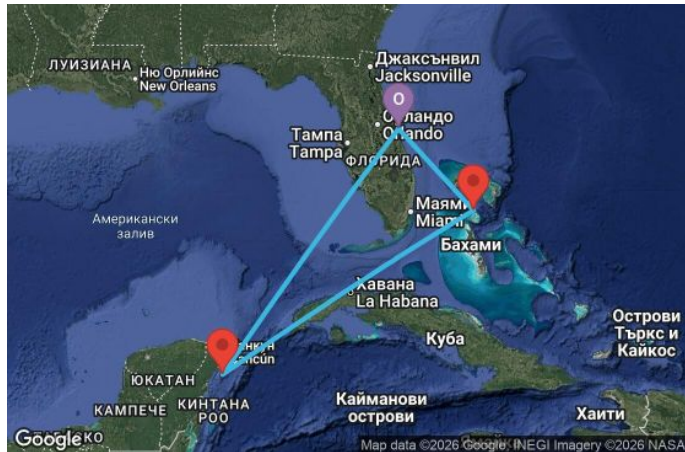 ЛУИЗИАНА
Ню Орлийнс
New Orleans
Джаксънвил
Jacksonville
O
Орландо
Orlando
Тампа
Tampa
ФЛОРИДА
Маями
Miami
Бахами
Американски
залив
Хавана
La Habana
Куба
Острови
Търкс и
Кайкос
ЮКАТАН
КАМПЕЧЕ
КИНТАНА
РОО
Кайманови
острови
Хаити
Google
Map data ©2026 Google, INEGI Imagery ©2026 NASA